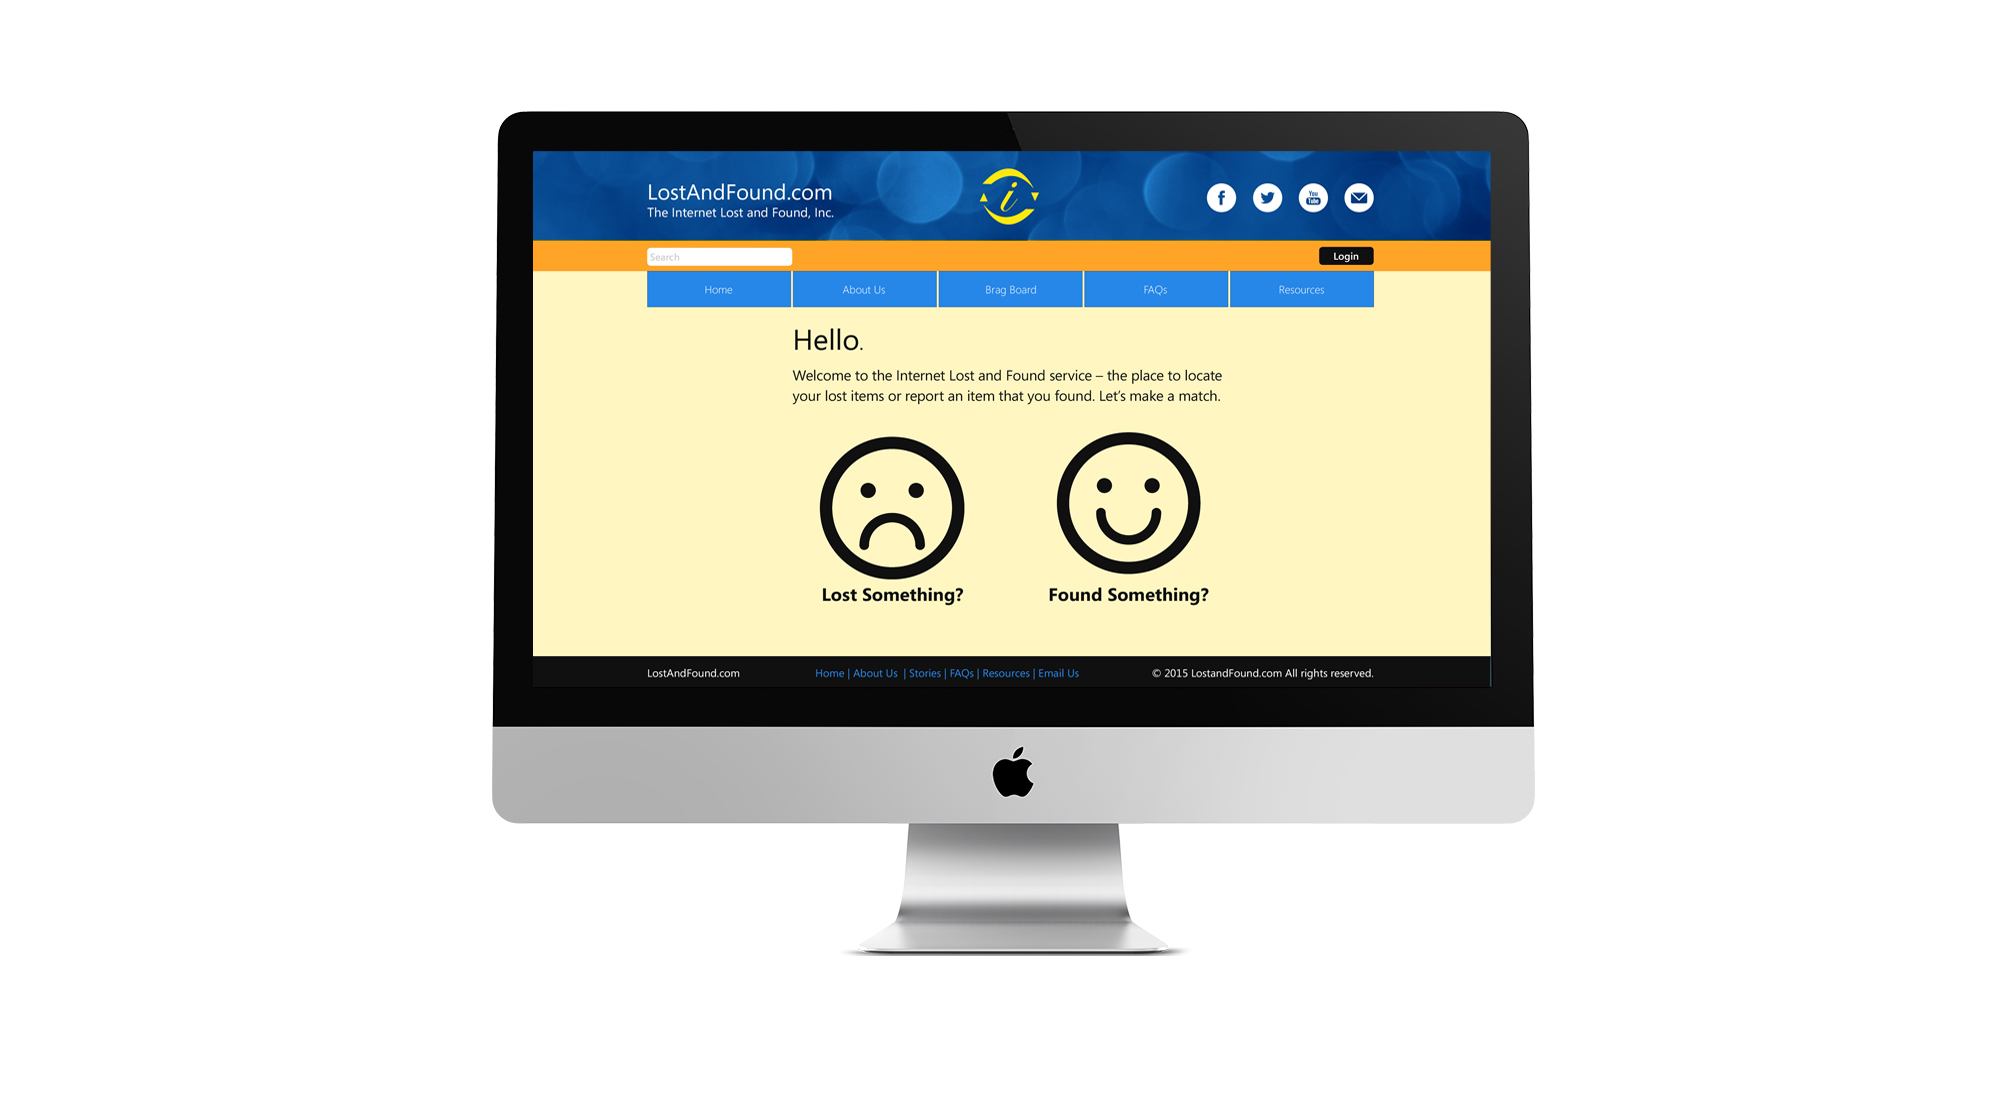 LostAndFound.com
The Internet Lost and Found, Inc.
i
f
You
Tube
Search
Login
Home
About Us
Brag Board
FAQs
Resources
Hello.
Welcome to the Internet Lost and Found service – the place to locate
your lost items or report an item that you found. Let’s make a match.
Lost Something?
Found Something?
LostAndFound.com
Home | About Us | Stories | FAQs | Resources | Email Us
© 2015 LostandFound.com All rights reserved.